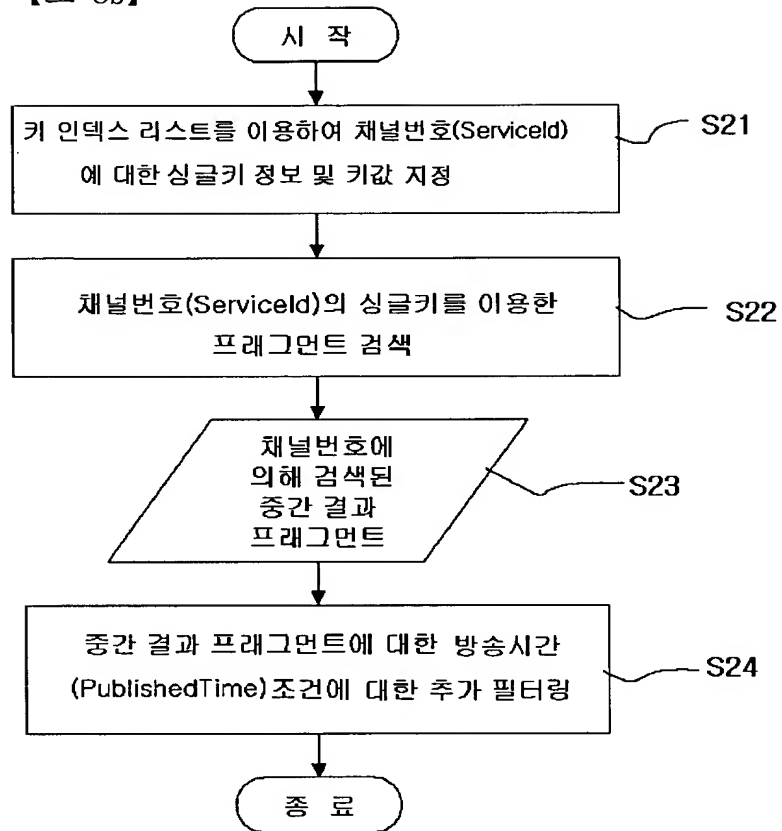 시 작
키 인덱스 리스트를 이용하여 채널번호(ServiceId)
에 대한 싱글키 정보 및 키값 지정
S21
채널번호(ServiceId)의 싱글키를 이용한
프래그먼트 검색
S22
채널번호에
의해 검색된
중간 결과
프래그먼트
S23
중간 결과 프래그먼트에 대한 방송시간
(PublishedTime)조건에 대한 추가 필터링
S24
종 료